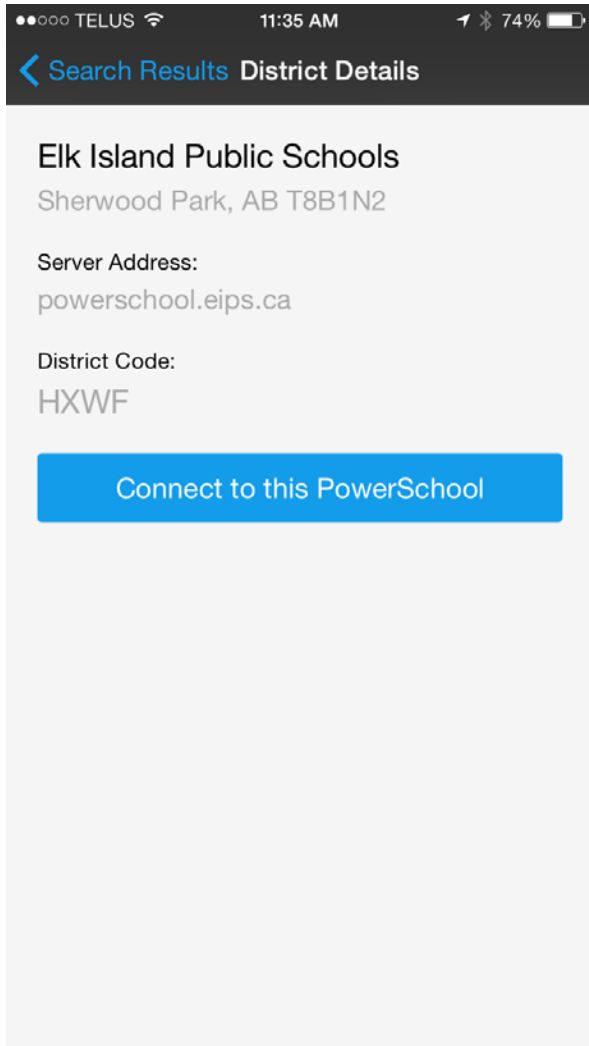 TELUS 11:35 AM 74%
Search Results District Details
Elk Island Public Schools
Sherwood Park, AB T8B1N2
Server Address:
powerschool.eips.ca
District Code:
HXWF
Connect to this PowerSchool